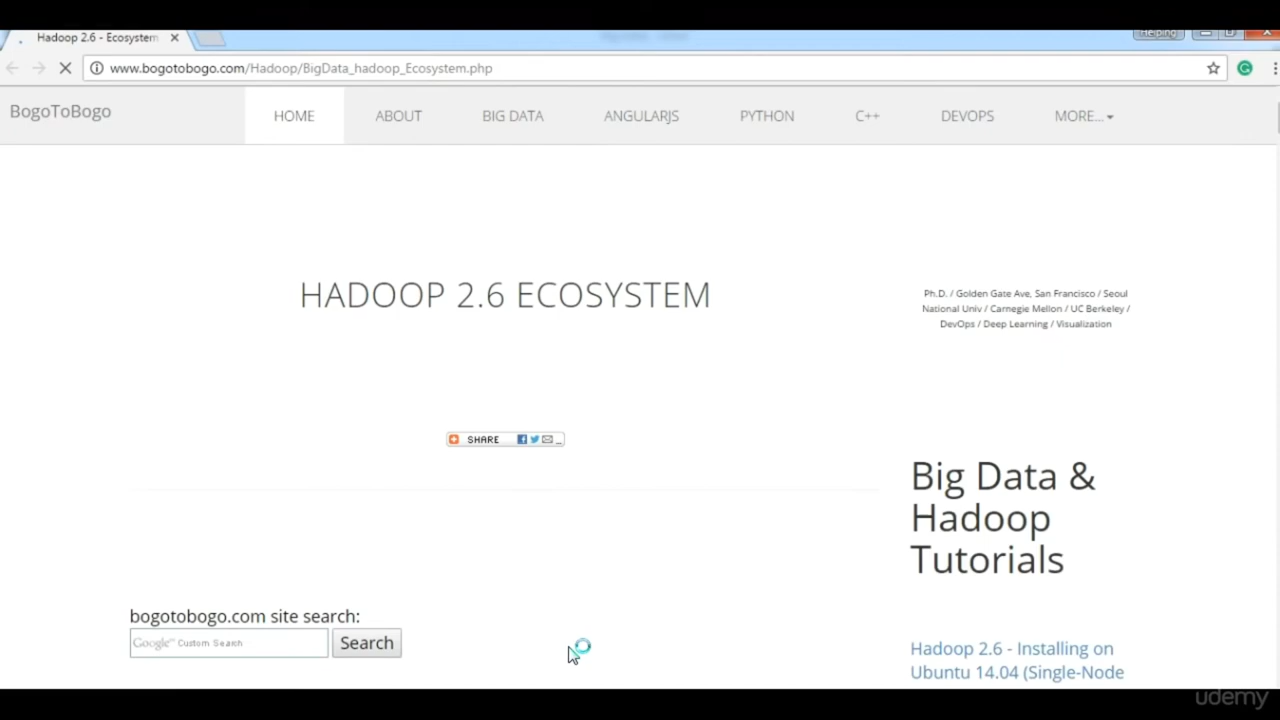 Hadoop 2.6 - Ecosystem
Helping
www.bogotobogo.com/Hadoop/BigData_hadoop_Ecosystem.php
BogoToBogo
HOME
ABOUT
BIG DATA
ANGULARJS
PYTHON
C++
DEVOPS
MORE...
HADOOP 2.6 ECOSYSTEM
Ph.D. / Golden Gate Ave, San Francisco / Seoul
National Univ / Carnegie Mellon / UC Berkeley /
DevOps / Deep Learning / Visualization
SHARE
Big Data &
Hadoop
Tutorials
bogotobogo.com site search:
Google™ Custom Search
Search
Hadoop 2.6 - Installing on
Ubuntu 14.04 (Single-Node
udemy